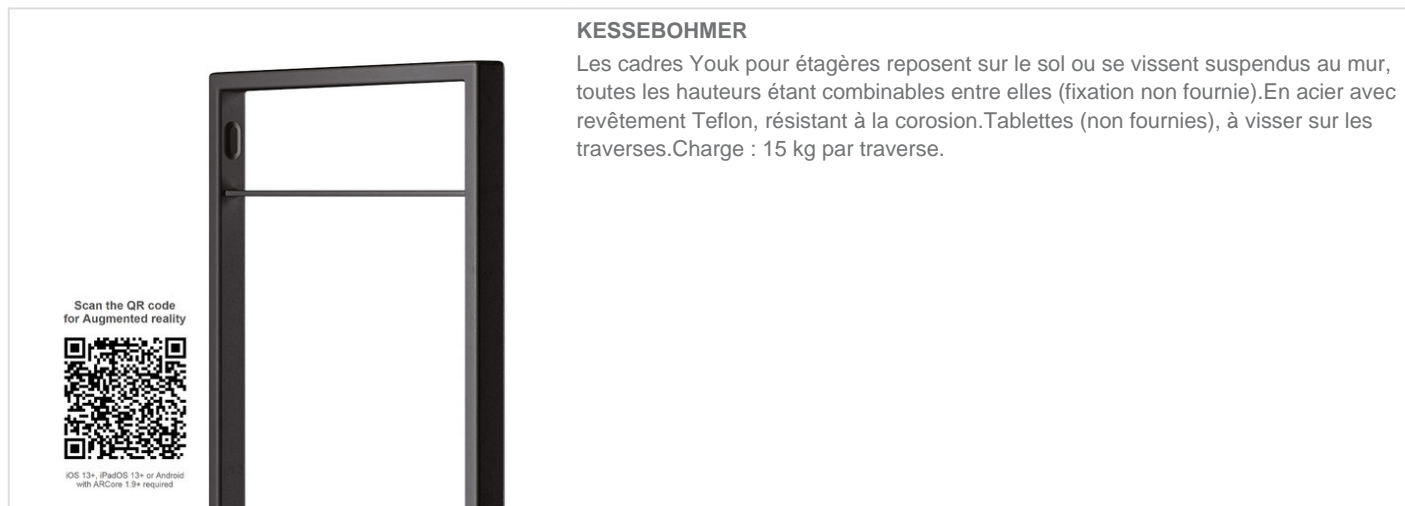 KESSEBOHMER
Les cadres Youk pour étagères reposent sur le sol ou se vissent suspendus au mur,
toutes les hauteurs étant combinables entre elles (fixation non fournie).En acier avec
revêtement Teflon, résistant à la corosion.Tablettes (non fournies), à visser sur les
traverses.Charge : 15 kg par traverse.
Scan the QR code
for Augmented reality
iOS 13+, iPadOS 13+ or Android
with ARCore 1.9+ required